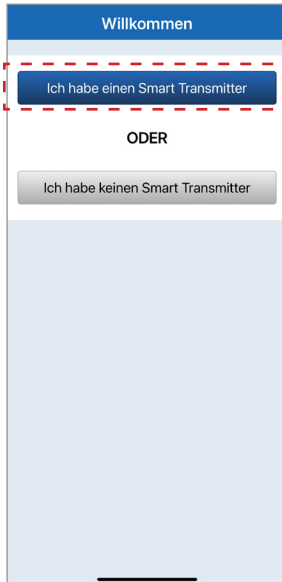 Willkommen
Ich habe einen Smart Transmitter
ODER
Ich habe keinen Smart Transmitter